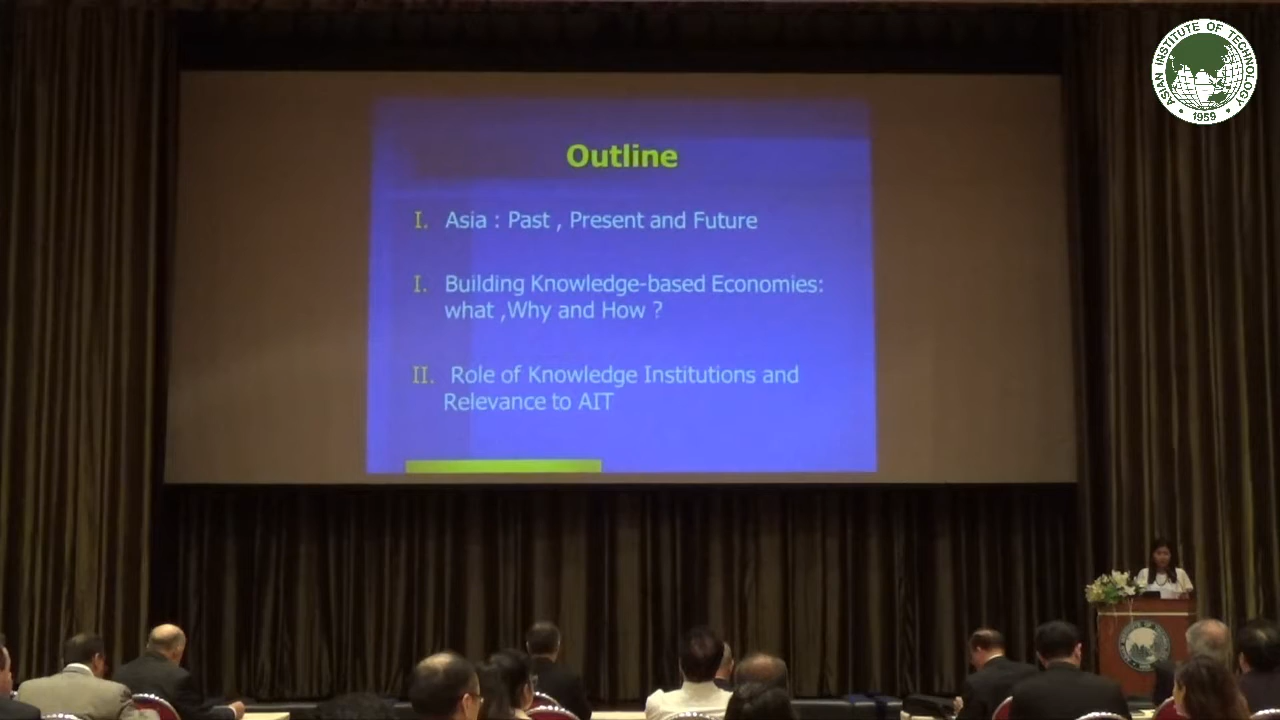 ASIAN INSTITUTE OF TECHNOLOGY
1959
Outline
I. Asia : Past , Present and Future
I. Building Knowledge-based Economies:
what ,Why and How ?
II. Role of Knowledge Institutions and
Relevance to AIT